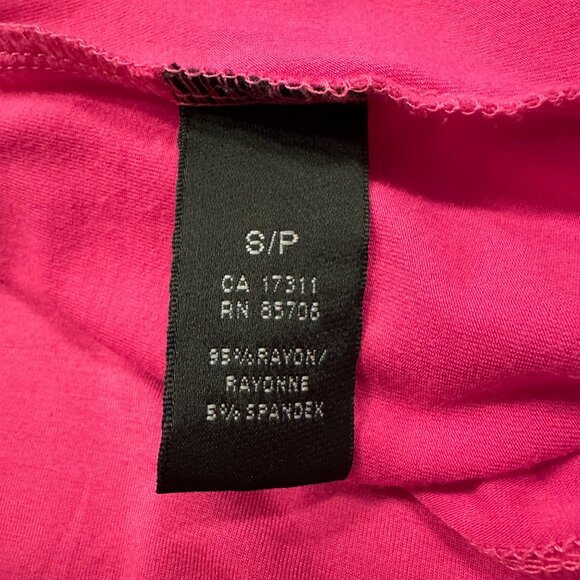 S/P
CA 17311
RN 85706
95% RAYON/
RAYONNE
5% SPANDEX